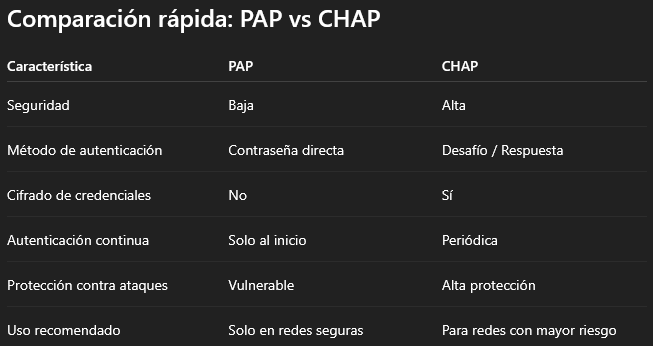 Comparación rápida: PAP vs CHAP
Característica PAP CHAP
Seguridad Baja Alta
Método de autenticación Contraseña directa Desafío / Respuesta
Cifrado de credenciales No Sí
Autenticación continua Solo al inicio Periódica
Protección contra ataques Vulnerable Alta protección
Uso recomendado Solo en redes seguras Para redes con mayor riesgo